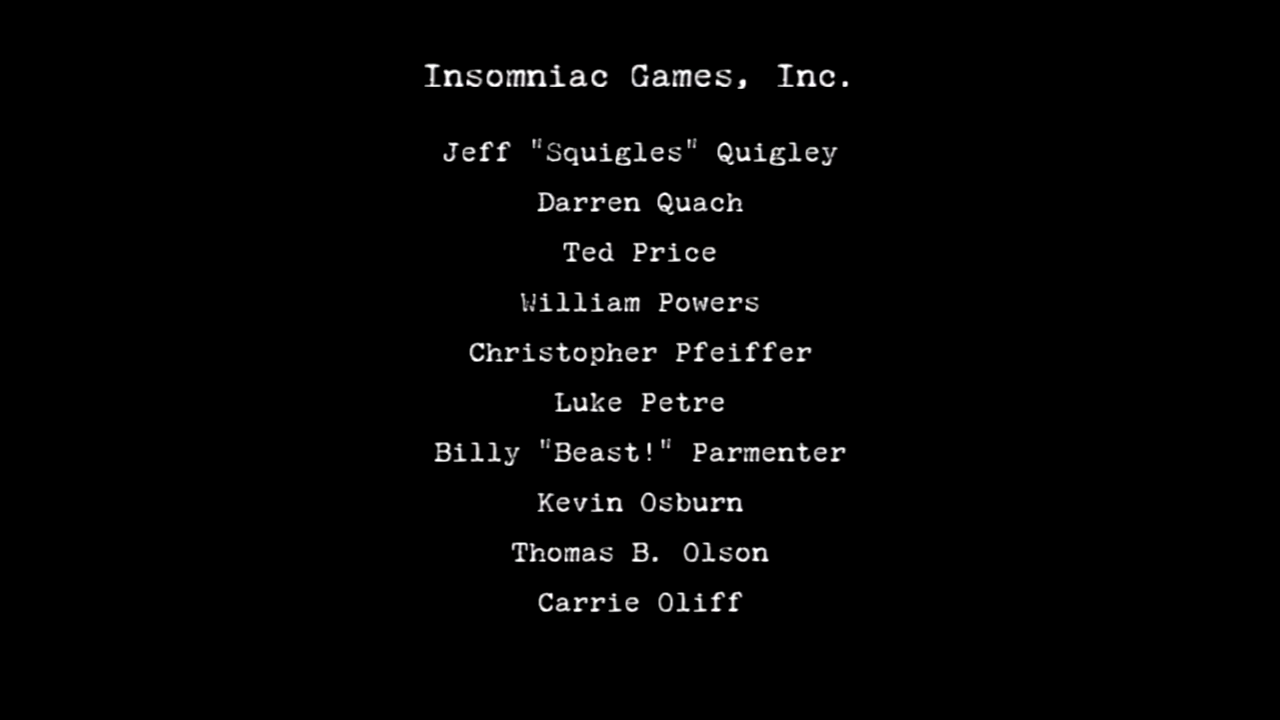 Insomniac Games, Inc.
Jeff "Squigles" Quigley
Darren Quach
Ted Price
William Powers
Christopher Pfeiffer
Luke Petre
Billy "Beast!" Parmenter
Kevin Osburn
Thomas B. Olson
Carrie Oliff